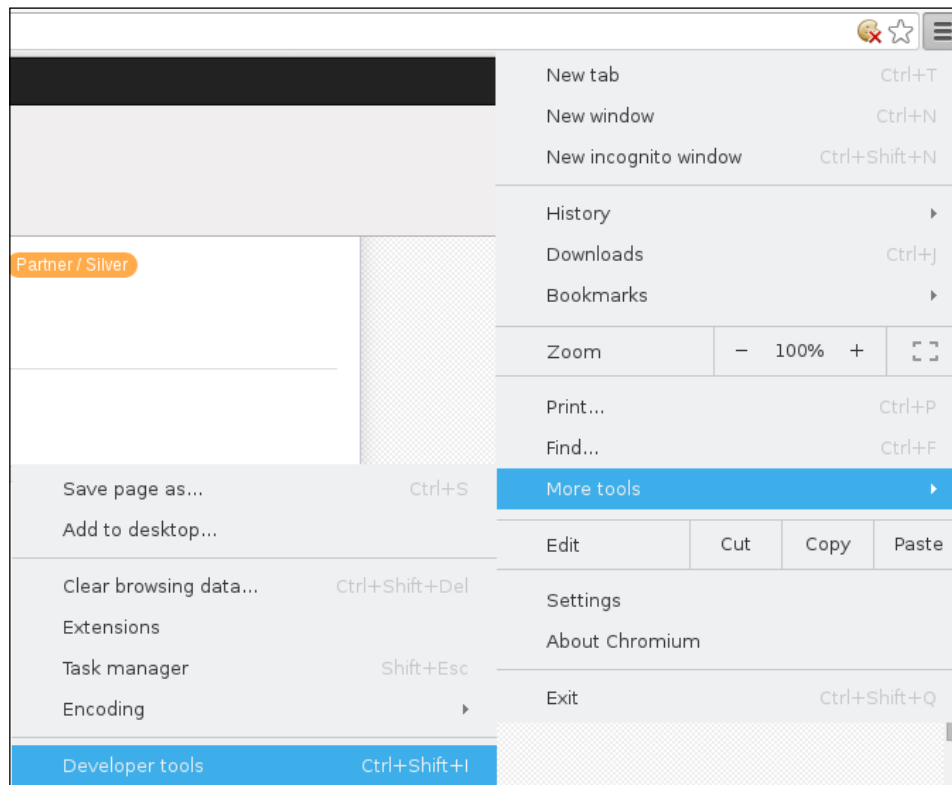 New tab Ctrl+T
New window Ctrl+N
New incognito window Ctrl+Shift+N
History
Downloads Ctrl+J
Bookmarks
Zoom − 100% +
Print... Ctrl+P
Find... Ctrl+F
More tools
Edit Cut Copy Paste
Settings
About Chromium
Exit Ctrl+Shift+Q
Partner / Silver
Save page as... Ctrl+S
Add to desktop...
Clear browsing data... Ctrl+Shift+Del
Extensions
Task manager Shift+Esc
Encoding
Developer tools Ctrl+Shift+I